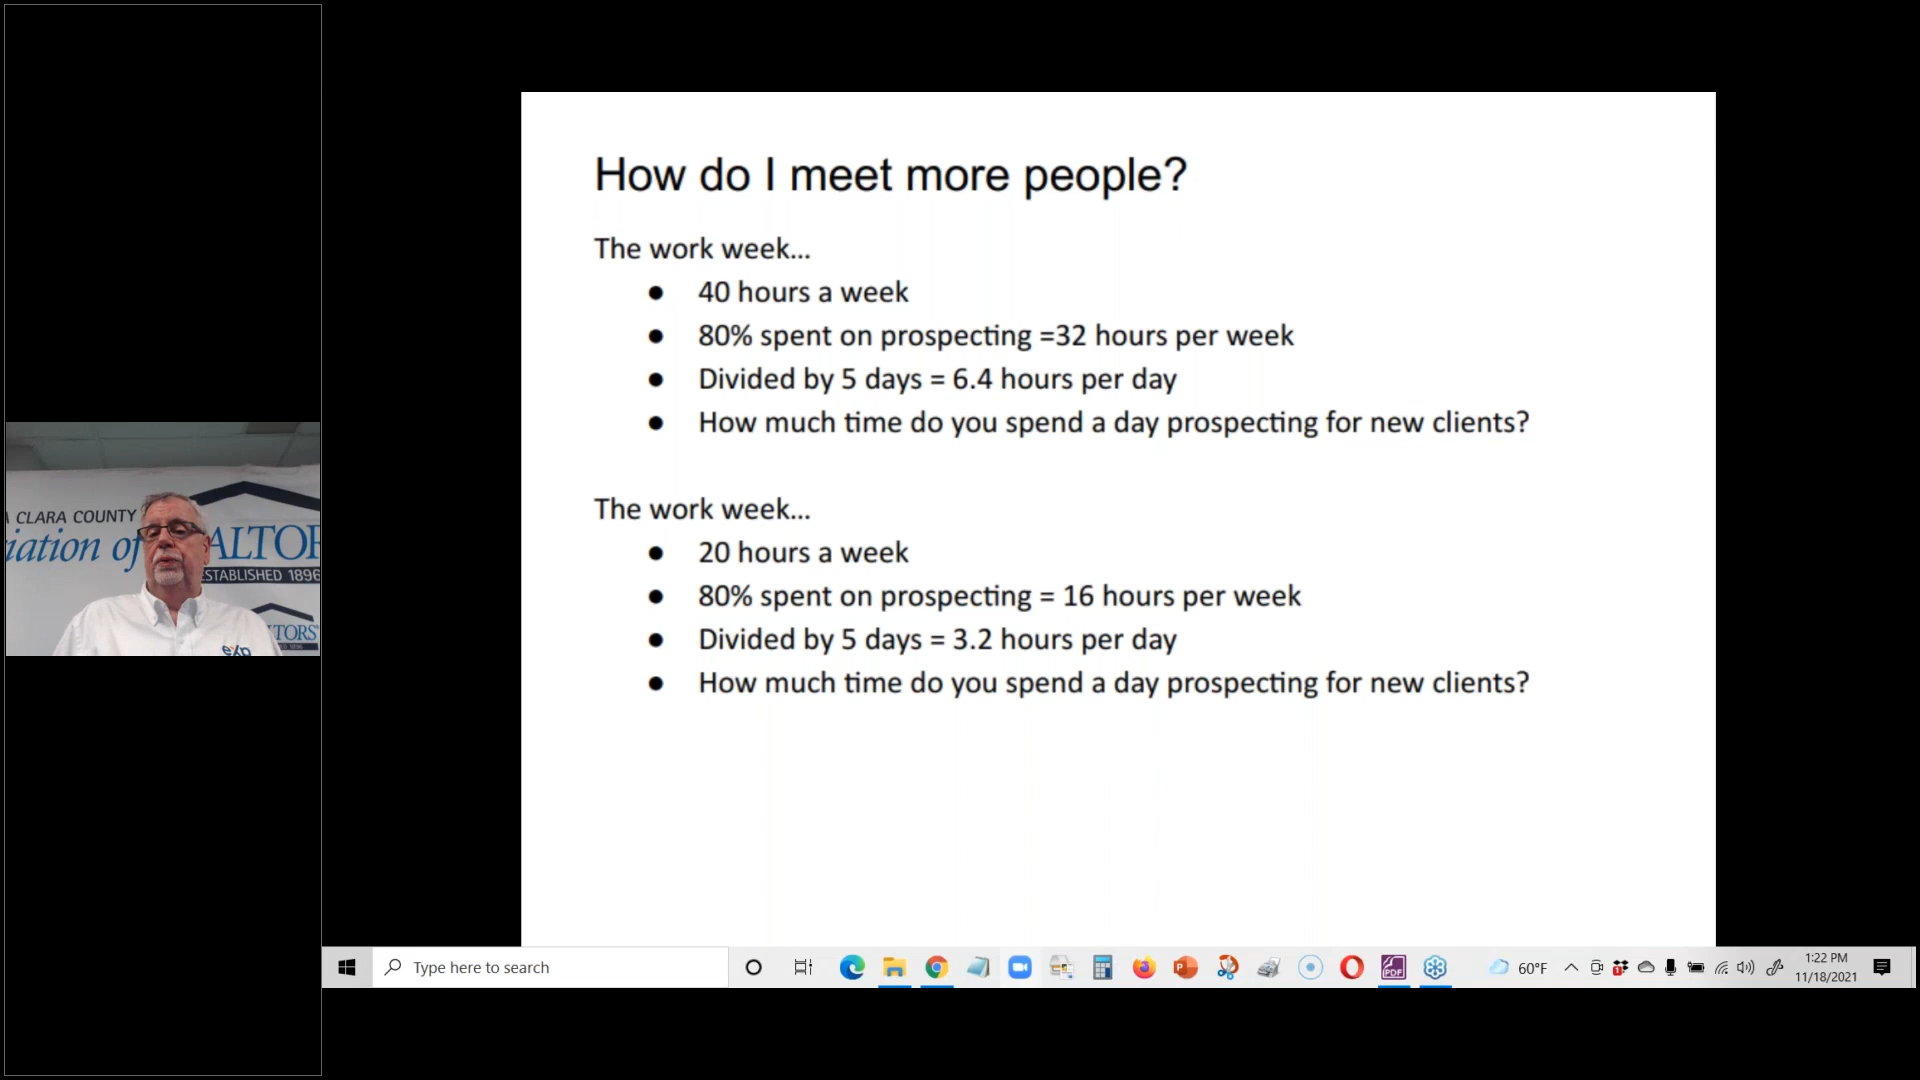 How do I meet more people?
The work week...
● 40 hours a week
● 80% spent on prospecting =32 hours per week
● Divided by 5 days = 6.4 hours per day
● How much time do you spend a day prospecting for new clients?
The work week...
● 20 hours a week
● 80% spent on prospecting = 16 hours per week
● Divided by 5 days = 3.2 hours per day
● How much time do you spend a day prospecting for new clients?
CLARA COUNTY
iation of ALTOR
ESTABLISHED 1896
TORS
exp
Type here to search
PDF
60°F
1:22 PM
11/18/2021